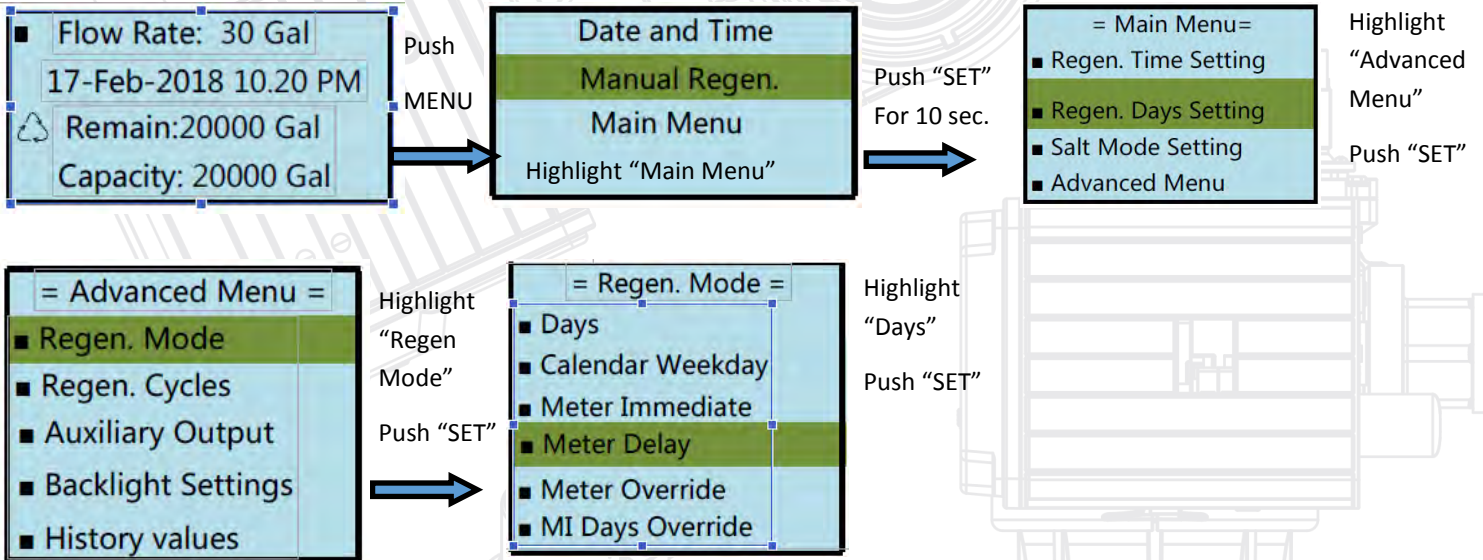 Flow Rate: 30 Gal
17-Feb-2018 10.20 PM
Remain:20000 Gal
Capacity: 20000 Gal
Push
MENU
Date and Time
Manual Regen.
Main Menu
Highlight “Main Menu”
Push “SET”
For 10 sec.
= Main Menu=
■ Regen. Time Setting
■ Regen. Days Setting
■ Salt Mode Setting
■ Advanced Menu
Highlight
“Advanced
Menu”
Push “SET”
= Advanced Menu =
■ Regen. Mode
■ Regen. Cycles
■ Auxiliary Output
■ Backlight Settings
■ History values
Highlight
“Regen
Mode”
Push “SET”
= Regen. Mode =
■ Days
■ Calendar Weekday
■ Meter Immediate
■ Meter Delay
■ Meter Override
■ MI Days Override
Highlight
“Days”
Push “SET”